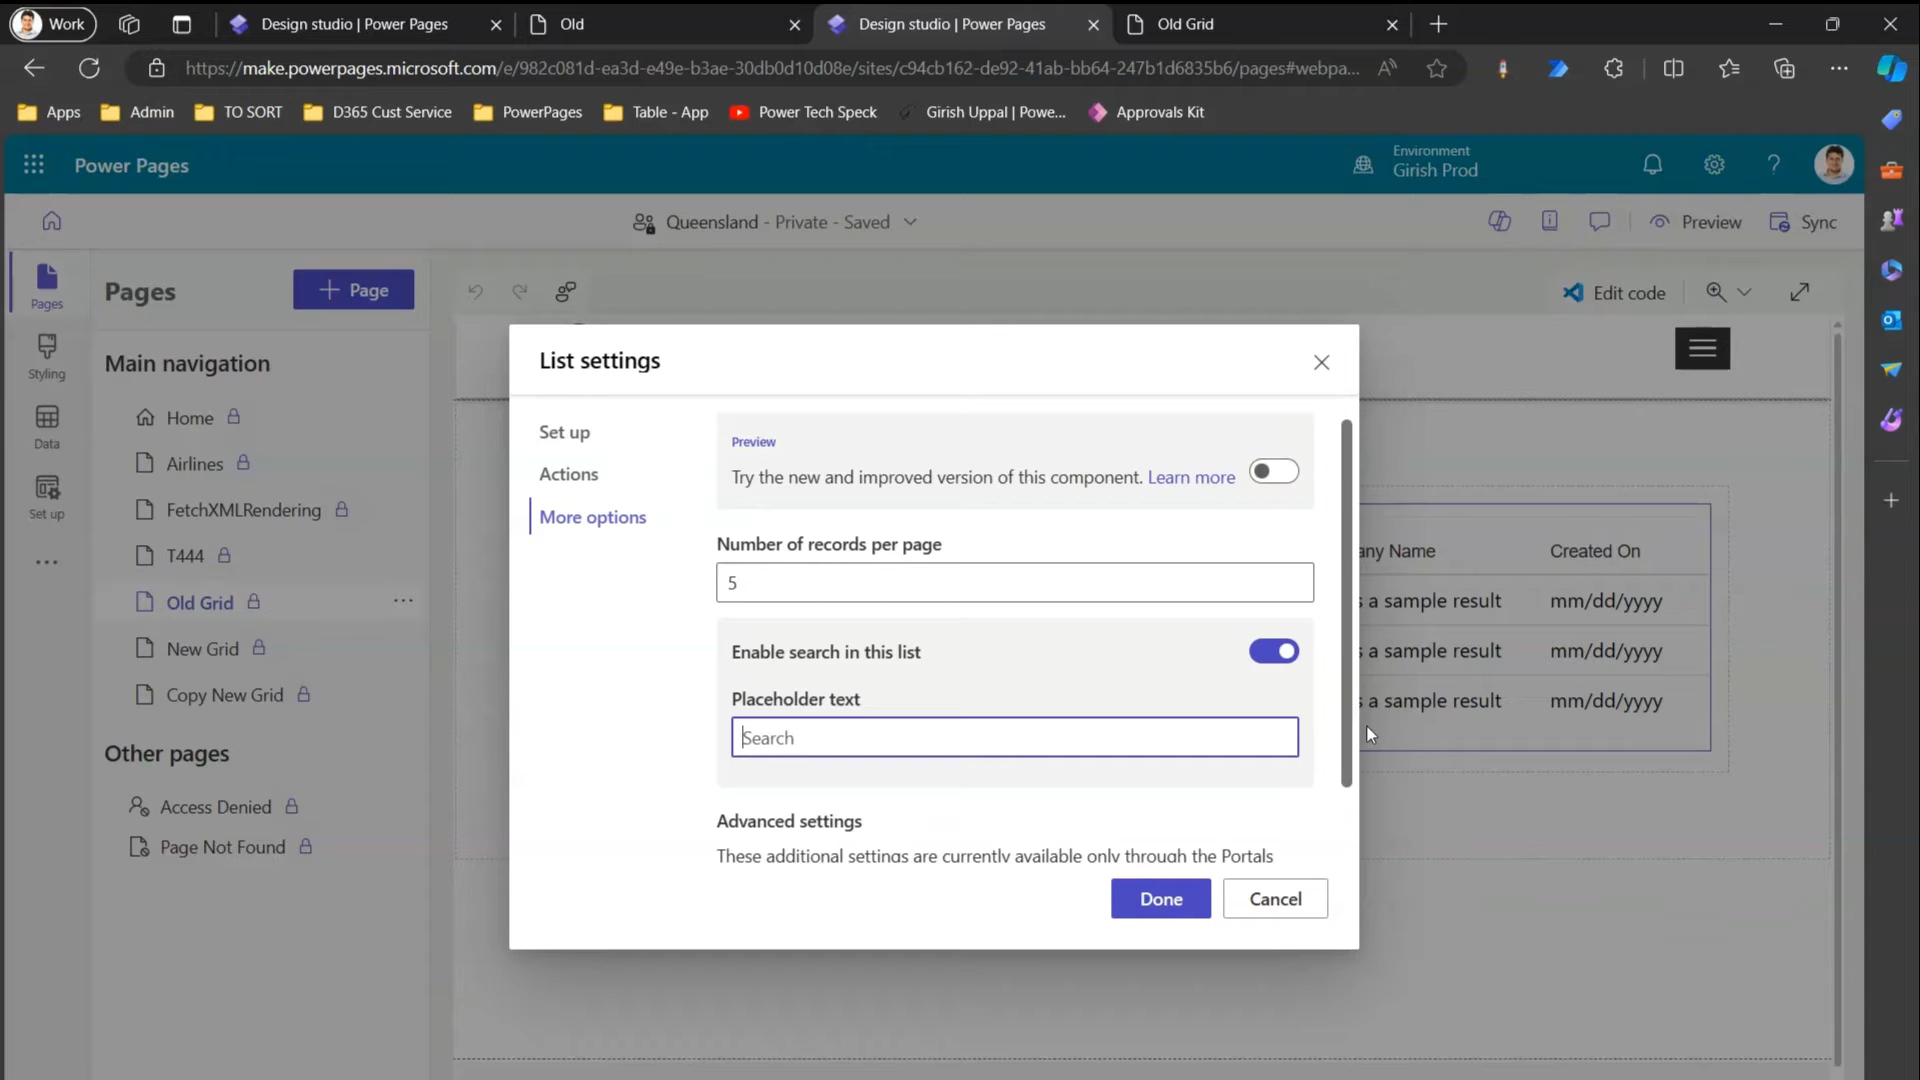 Work
Design studio | Power Pages
Old
Design studio | Power Pages
Old Grid
https://make.powerpages.microsoft.com/e/982c081d-ea3d-e49e-b3ae-30db0d10d08e/sites/c94cb162-de92-41ab-bb64-247b1d6835b6/pages#webpa...
Apps
Admin
TO SORT
D365 Cust Service
PowerPages
Table - App
Power Tech Speck
Girish Uppal | Powe...
Approvals Kit
Power Pages
Environment
Girish Prod
Queensland - Private - Saved
Preview
Sync
Pages
Styling
Data
Set up
Pages
+ Page
Main navigation
Home
Airlines
FetchXMLRendering
T444
Old Grid
New Grid
Copy New Grid
Other pages
Access Denied
Page Not Found
Edit code
List settings
Set up
Actions
More options
Preview
Try the new and improved version of this component. Learn more
Number of records per page
5
Enable search in this list
Placeholder text
Search
Advanced settings
These additional settings are currently available only through the Portals
Done
Cancel
any Name Created On
s a sample result mm/dd/yyyy
s a sample result mm/dd/yyyy
s a sample result mm/dd/yyyy